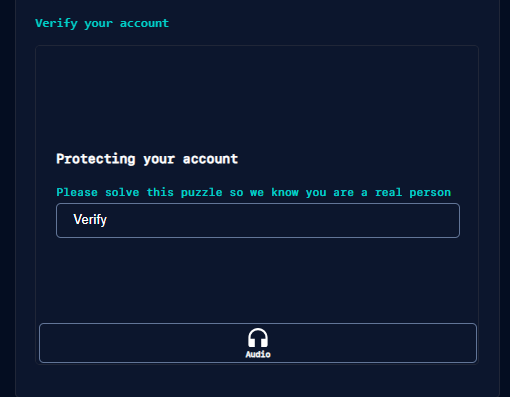 Verify your account
Protecting your account
Please solve this puzzle so we know you are a real person
Verify
Audio